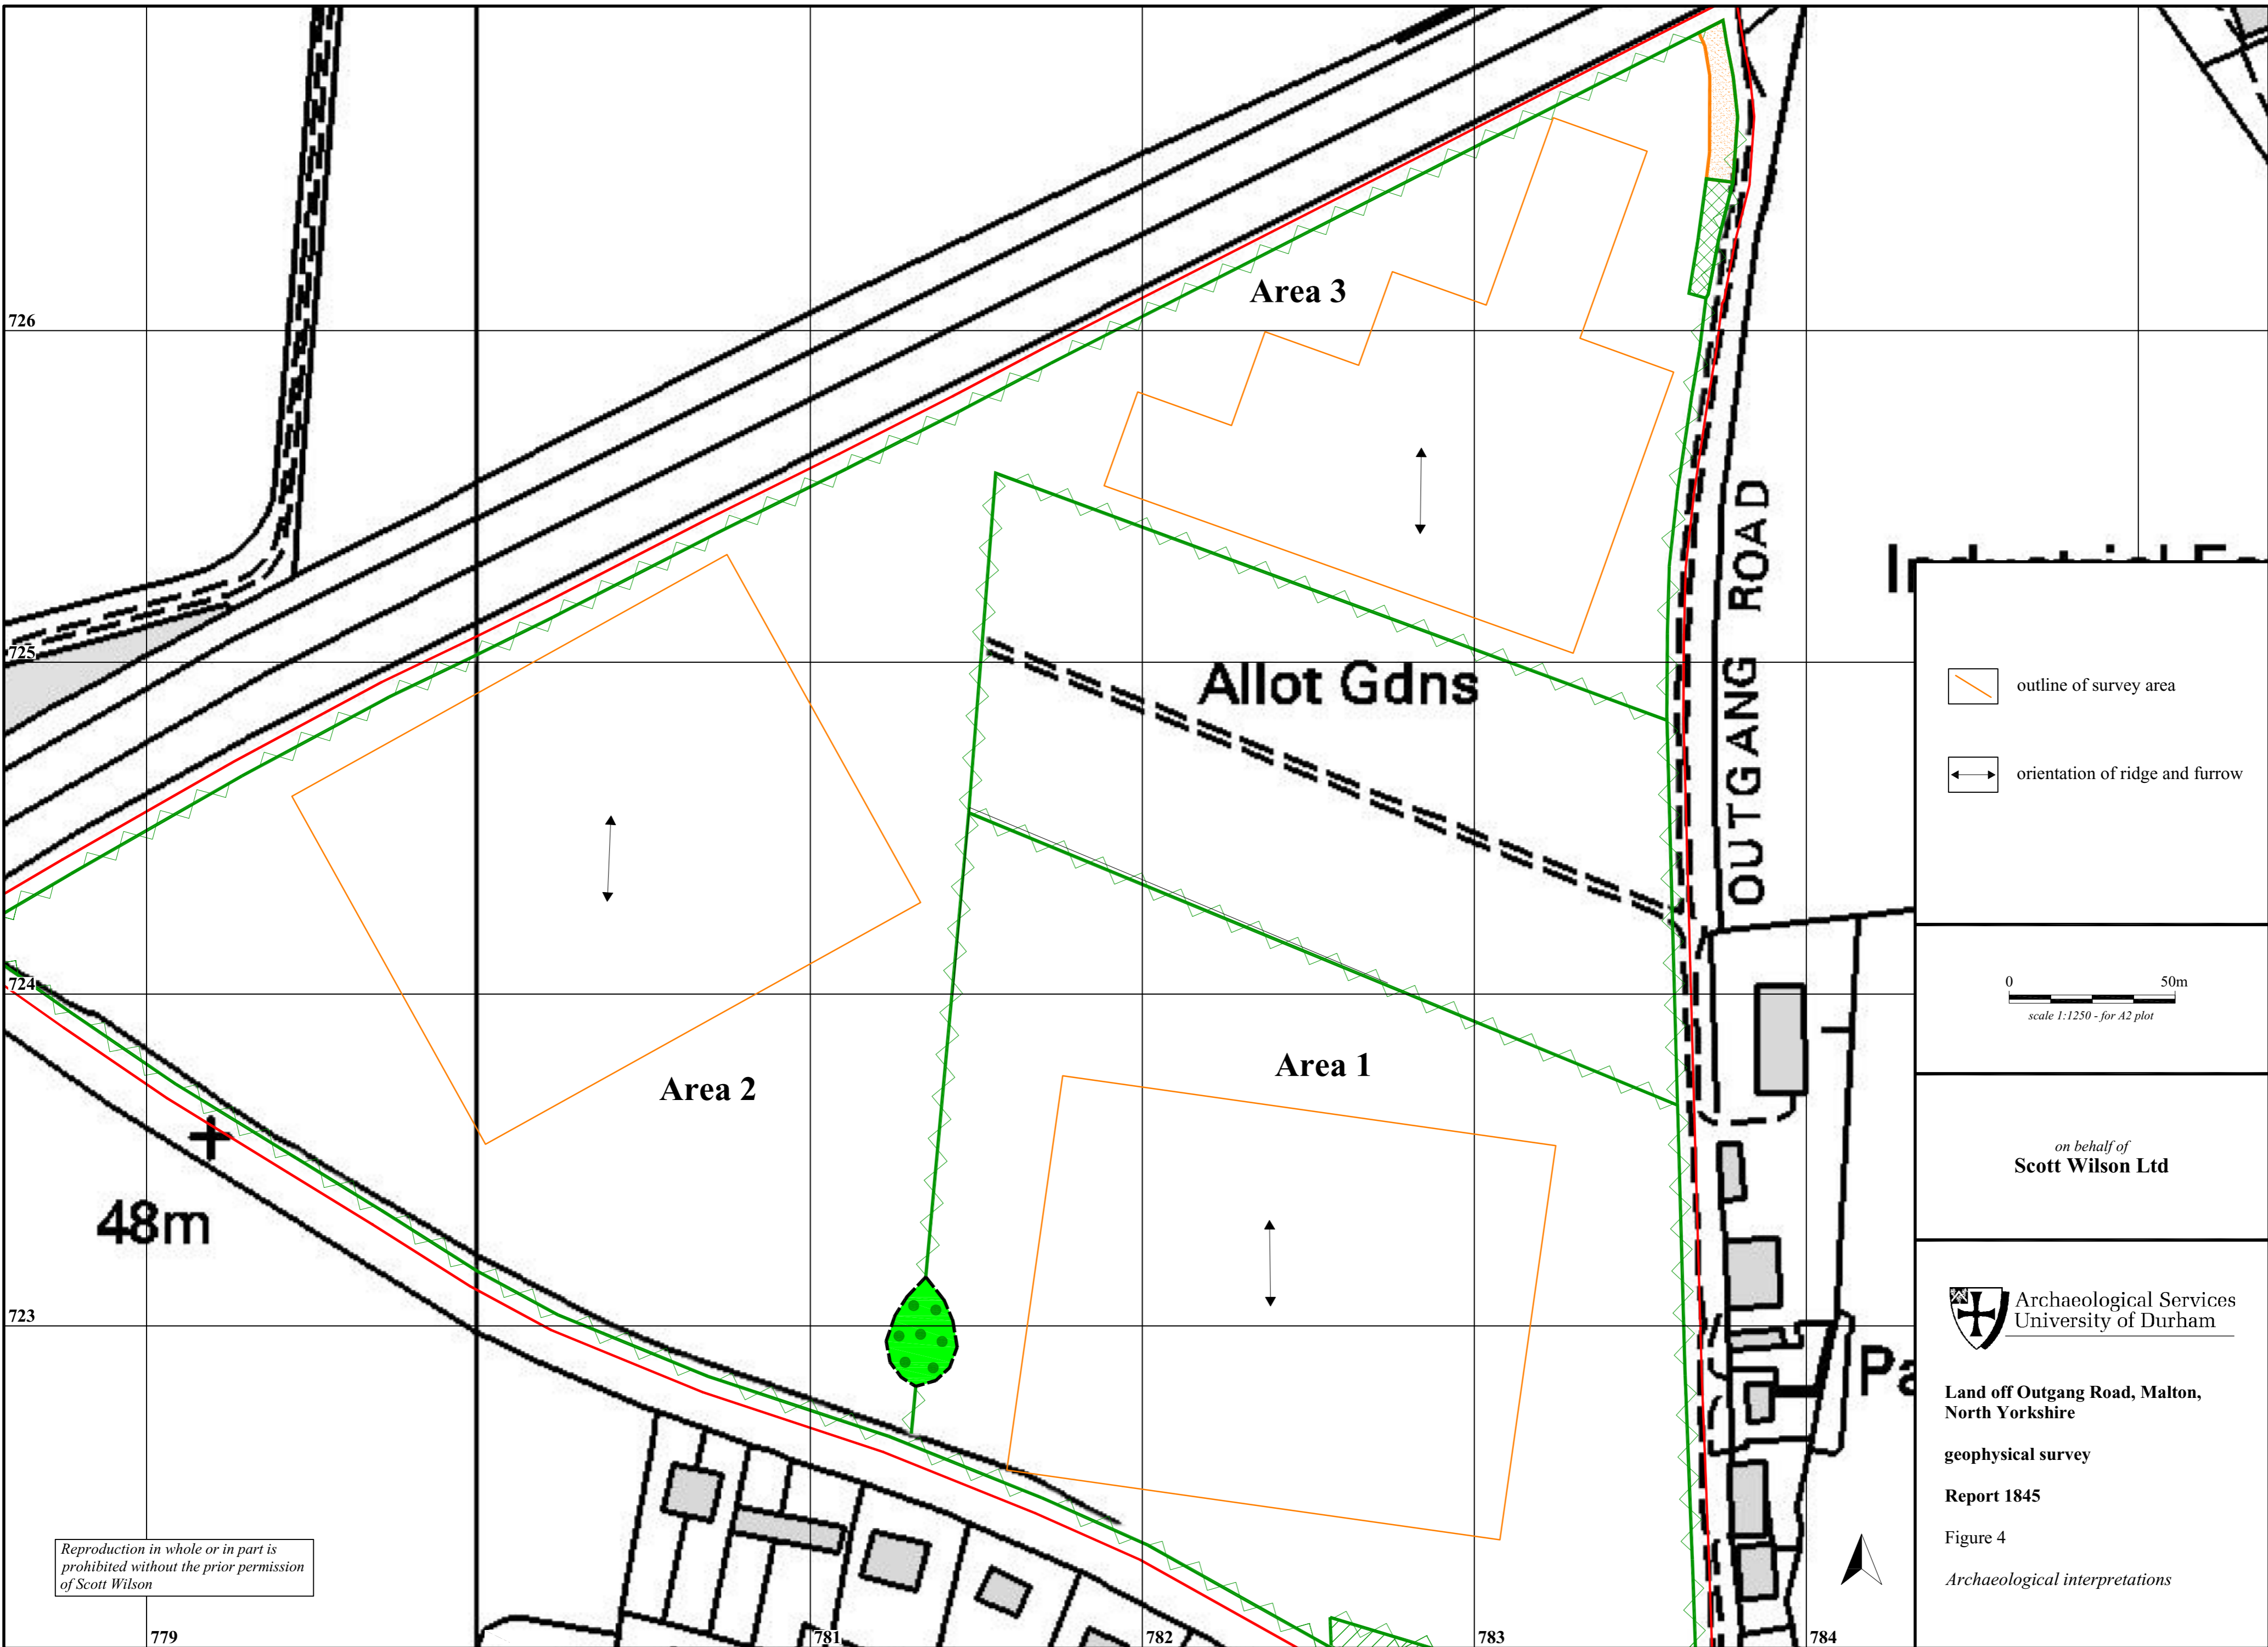 Area 3
726
OUTGANG ROAD
725
Allot Gdns
outline of survey area
orientation of ridge and furrow
724
0 50m
scale 1:1250 - for A2 plot
Area 1
Area 2
on behalf of
Scott Wilson Ltd
48m
723
Archaeological Services
University of Durham
Land off Outgang Road, Malton,
North Yorkshire
geophysical survey
Report 1845
Figure 4
Archaeological interpretations
Reproduction in whole or in part is
prohibited without the prior permission
of Scott Wilson
779 781 782 783 784